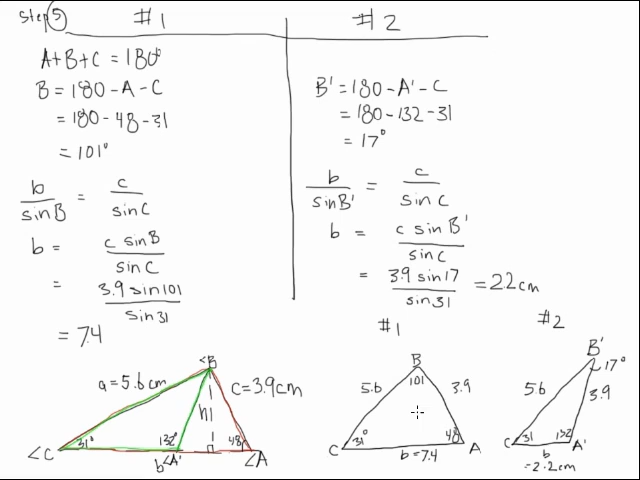 Step 5
#1
A+B+C = 180°
B = 180-A-C
= 180-48-31
= 101°
b/sinB = c/sinC
b = c sinB/sinC
= 3.9 sin101/sin31
= 7.4
#2
B' = 180-A'-C
= 180-132-31
= 17°
b/sinB' = c/sinC
b = c sinB'/sinC
= 3.9 sin17/sin31 = 2.2cm
<B
a=5.6cm
h
c=3.9cm
31°
132°
48
<C
b
<A'
<A
#1
B
101
5.6
3.9
31°
48
C
b=7.4
A
#2
B'
17°
5.6
3.9
31
132
C
b
A'
=2.2cm